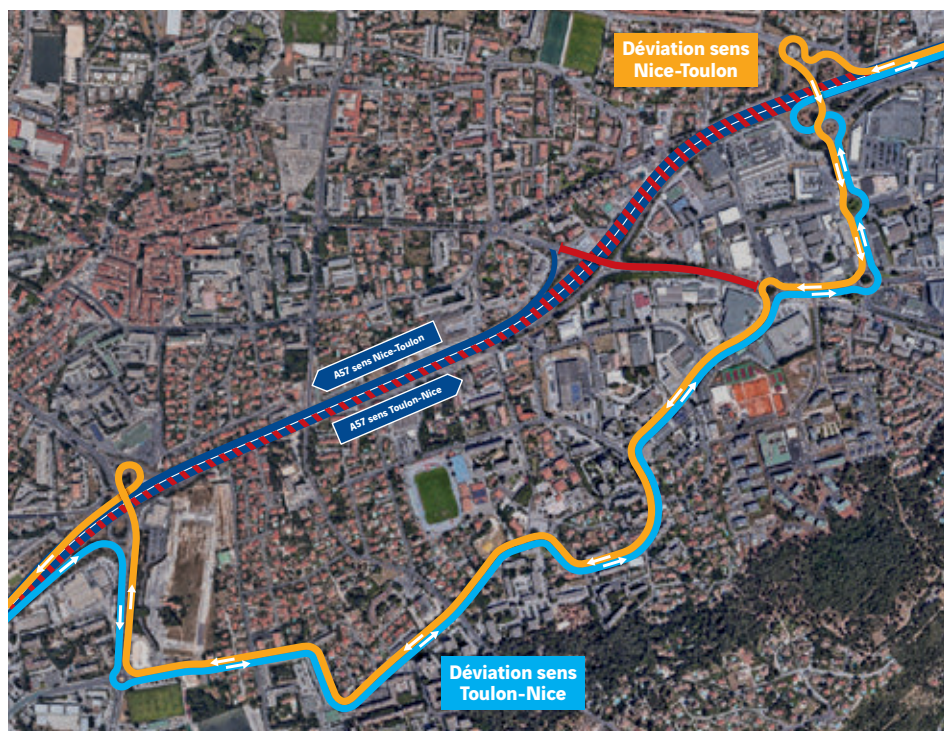 Déviation sens
Nice-Toulon
A57 sens Nice-Toulon
A57 sens Toulon-Nice
Déviation sens
Toulon-Nice